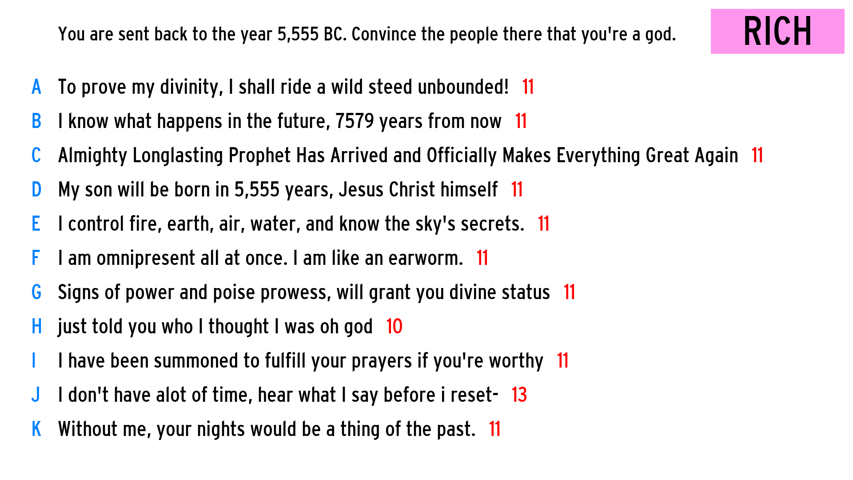 You are sent back to the year 5,555 BC. Convince the people there that you're a god.
RICH
A To prove my divinity, I shall ride a wild steed unbounded! 11
B I know what happens in the future, 7579 years from now 11
C Almighty Longlasting Prophet Has Arrived and Officially Makes Everything Great Again 11
D My son will be born in 5,555 years, Jesus Christ himself 11
E I control fire, earth, air, water, and know the sky's secrets. 11
F I am omnipresent all at once. I am like an earworm. 11
G Signs of power and poise prowess, will grant you divine status 11
H just told you who I thought I was oh god 10
I I have been summoned to fulfill your prayers if you're worthy 11
J I don't have alot of time, hear what I say before i reset- 13
K Without me, your nights would be a thing of the past. 11